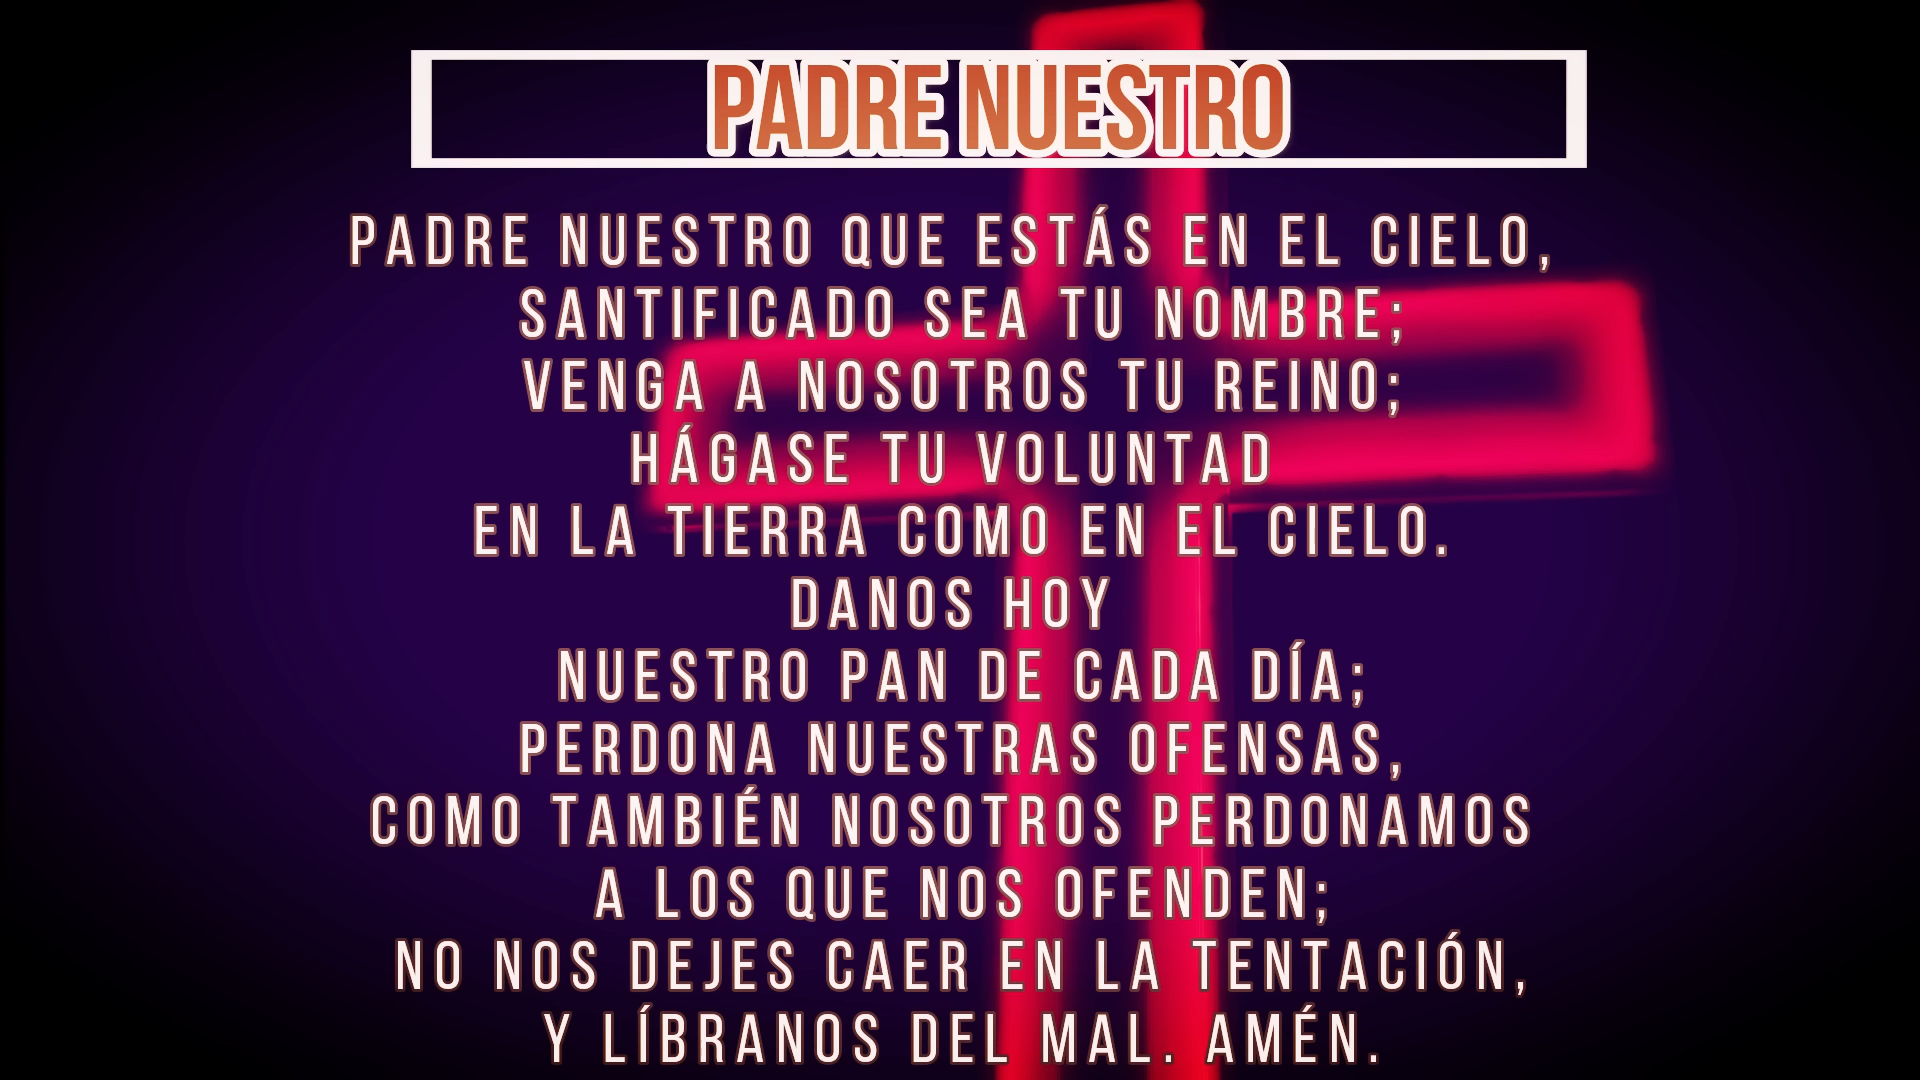 PADRE NUESTRO
PADRE NUESTRO QUE ESTÁS EN EL CIELO,
SANTIFICADO SEA TU NOMBRE;
VENGA A NOSOTROS TU REINO;
HÁGASE TU VOLUNTAD
EN LA TIERRA COMO EN EL CIELO.
DANOS HOY
NUESTRO PAN DE CADA DÍA;
PERDONA NUESTRAS OFENSAS,
COMO TAMBIÉN NOSOTROS PERDONAMOS
A LOS QUE NOS OFENDEN;
NO NOS DEJES CAER EN LA TENTACIÓN,
Y LÍBRANOS DEL MAL. AMÉN.